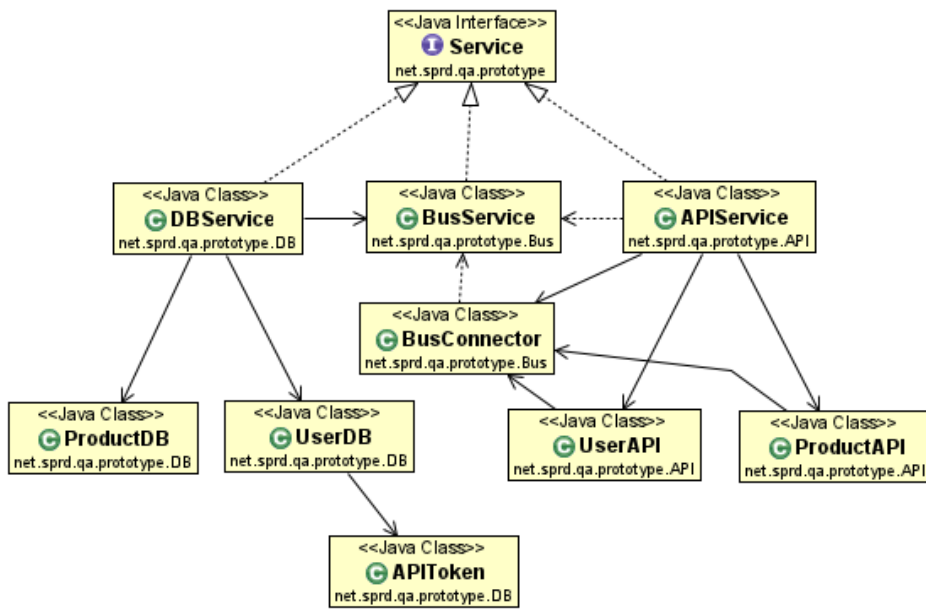 <<Java Interface>>
Service
net.sprd.qa.prototype
<<Java Class>>
DBService
net.sprd.qa.prototype.DB
<<Java Class>>
BusService
net.sprd.qa.prototype.Bus
<<Java Class>>
APIService
net.sprd.qa.prototype.API
<<Java Class>>
BusConnector
net.sprd.qa.prototype.Bus
<<Java Class>>
ProductDB
net.sprd.qa.prototype.DB
<<Java Class>>
UserDB
net.sprd.qa.prototype.DB
<<Java Class>>
UserAPI
net.sprd.qa.prototype.API
<<Java Class>>
ProductAPI
net.sprd.qa.prototype.API
<<Java Class>>
APIToken
net.sprd.qa.prototype.DB